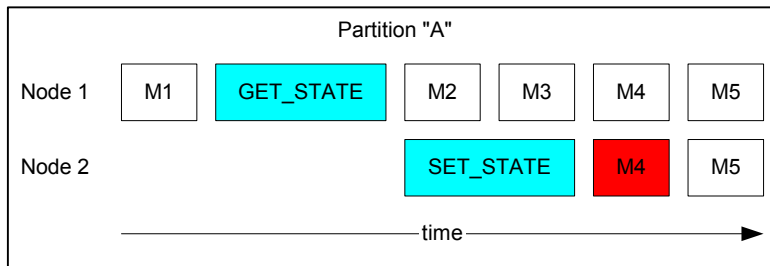 Partition "A"
Node 1 M1 GET_STATE M2 M3 M4 M5
Node 2 SET_STATE M4 M5
time